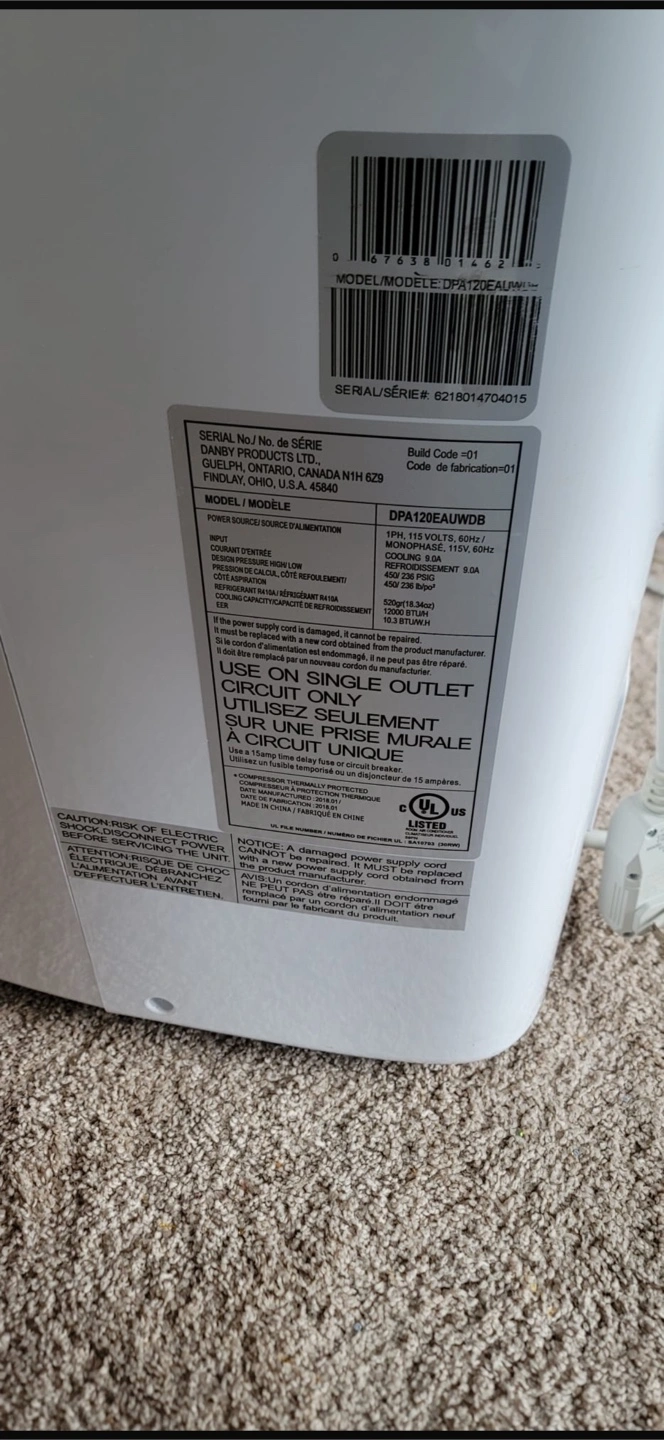 0 67638 01462
MODEL/MODÈLE: DPA120EAUW
SERIAL/SÉRIE#: 6218014704015
SERIAL No./ No. de SÉRIE
DANBY PRODUCTS LTD.,
GUELPH, ONTARIO, CANADA N1H 6Z9
FINDLAY, OHIO, U.S.A. 45840
Build Code =01
Code de fabrication=01
MODEL / MODÈLE
DPA120EAUWDB
POWER SOURCE/ SOURCE D'ALIMENTATION
1PH, 115 VOLTS, 60Hz /
MONOPHASÉ, 115V, 60Hz
INPUT
COOLING 9.0A
COURANT D'ENTRÉE
REFROIDISSEMENT 9.0A
DESIGN PRESSURE HIGH/LOW
450/ 236 PSIG
PRESSION DE CALCUL, CÔTÉ REFOULEMENT/
CÔTÉ ASPIRATION
450/ 236 lb/po²
REFRIGERANT R410A / RÉFRIGÉRANT R410A
520gr(18.34oz)
COOLING CAPACITY/CAPACITÉ DE REFROIDISSEMENT
12000 BTU/H
EER
10.3 BTU/W.H
If the power supply cord is damaged, it cannot be repaired.
It must be replaced with a new cord obtained from the product manufacturer.
Si le cordon d'alimentation est endommagé, il ne peut pas être réparé.
Il doit être remplacé par un nouveau cordon du manufacturier.
USE ON SINGLE OUTLET
CIRCUIT ONLY
UTILISEZ SEULEMENT
SUR UNE PRISE MURALE
À CIRCUIT UNIQUE
Use a 15amp time delay fuse or circuit breaker.
Utilisez un fusible temporisé ou un disjoncteur de 15 ampères.
* COMPRESSOR THERMALLY PROTECTED
COMPRESSEUR À PROTECTION THERMIQUE
DATE MANUFACTURED : 2018.01 /
DATE DE FABRICATION : 2018.01
MADE IN CHINA / FABRIQUÉ EN CHINE
C UL US
LISTED
ROOM AIR CONDITIONER
UL FILE NUMBER / NUMÉRO DE FICHIER UL : SA10793 (30RW)
CAUTION:RISK OF ELECTRIC
SHOCK,DISCONNECT POWER
BEFORE SERVICING THE UNIT.
ATTENTION:RISQUE DE CHOC
ÉLECTRIQUE. DÉBRANCHEZ
L'ALIMENTATION AVANT
D'EFFECTUER L'ENTRETIEN.
NOTICE: A damaged power supply cord
CANNOT be repaired. It MUST be replaced
with a new power supply cord obtained from
the product manufacturer.
AVIS:Un cordon d'alimentation endommagé
NE PEUT PAS être réparé.Il DOIT être
remplacé par un cordon d'alimentation neuf
fourni par le fabricant du produit.